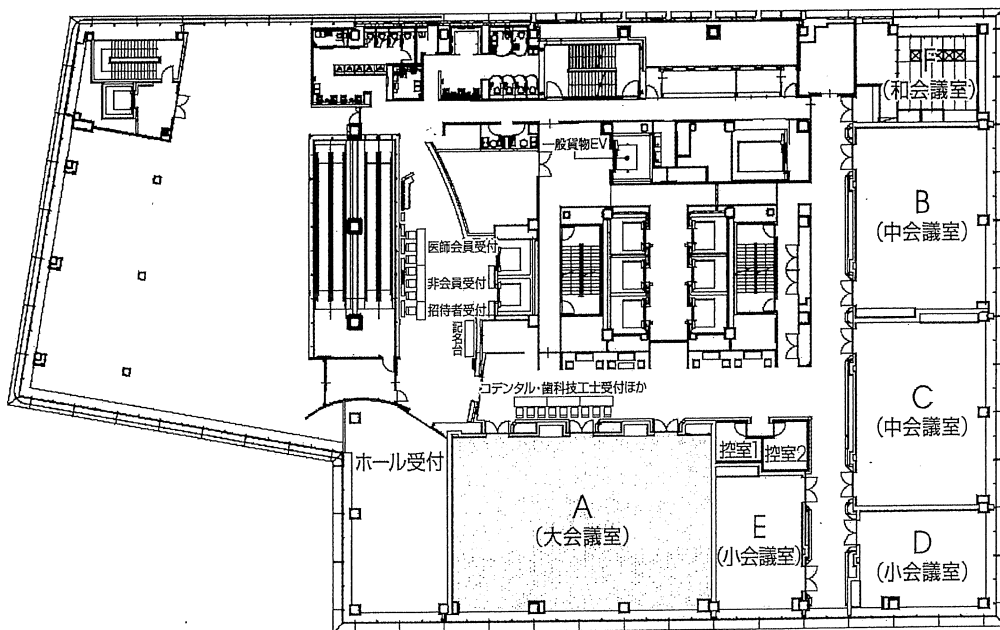 F
(和会議室)
一般貨物EV
B
(中会議室)
医師会員受付
非会員受付
招待者受付
記名台
コデンタル・歯科技工士受付ほか
C
(中会議室)
控室1
控室2
ホール受付
A
(大会議室)
E
(小会議室)
D
(小会議室)